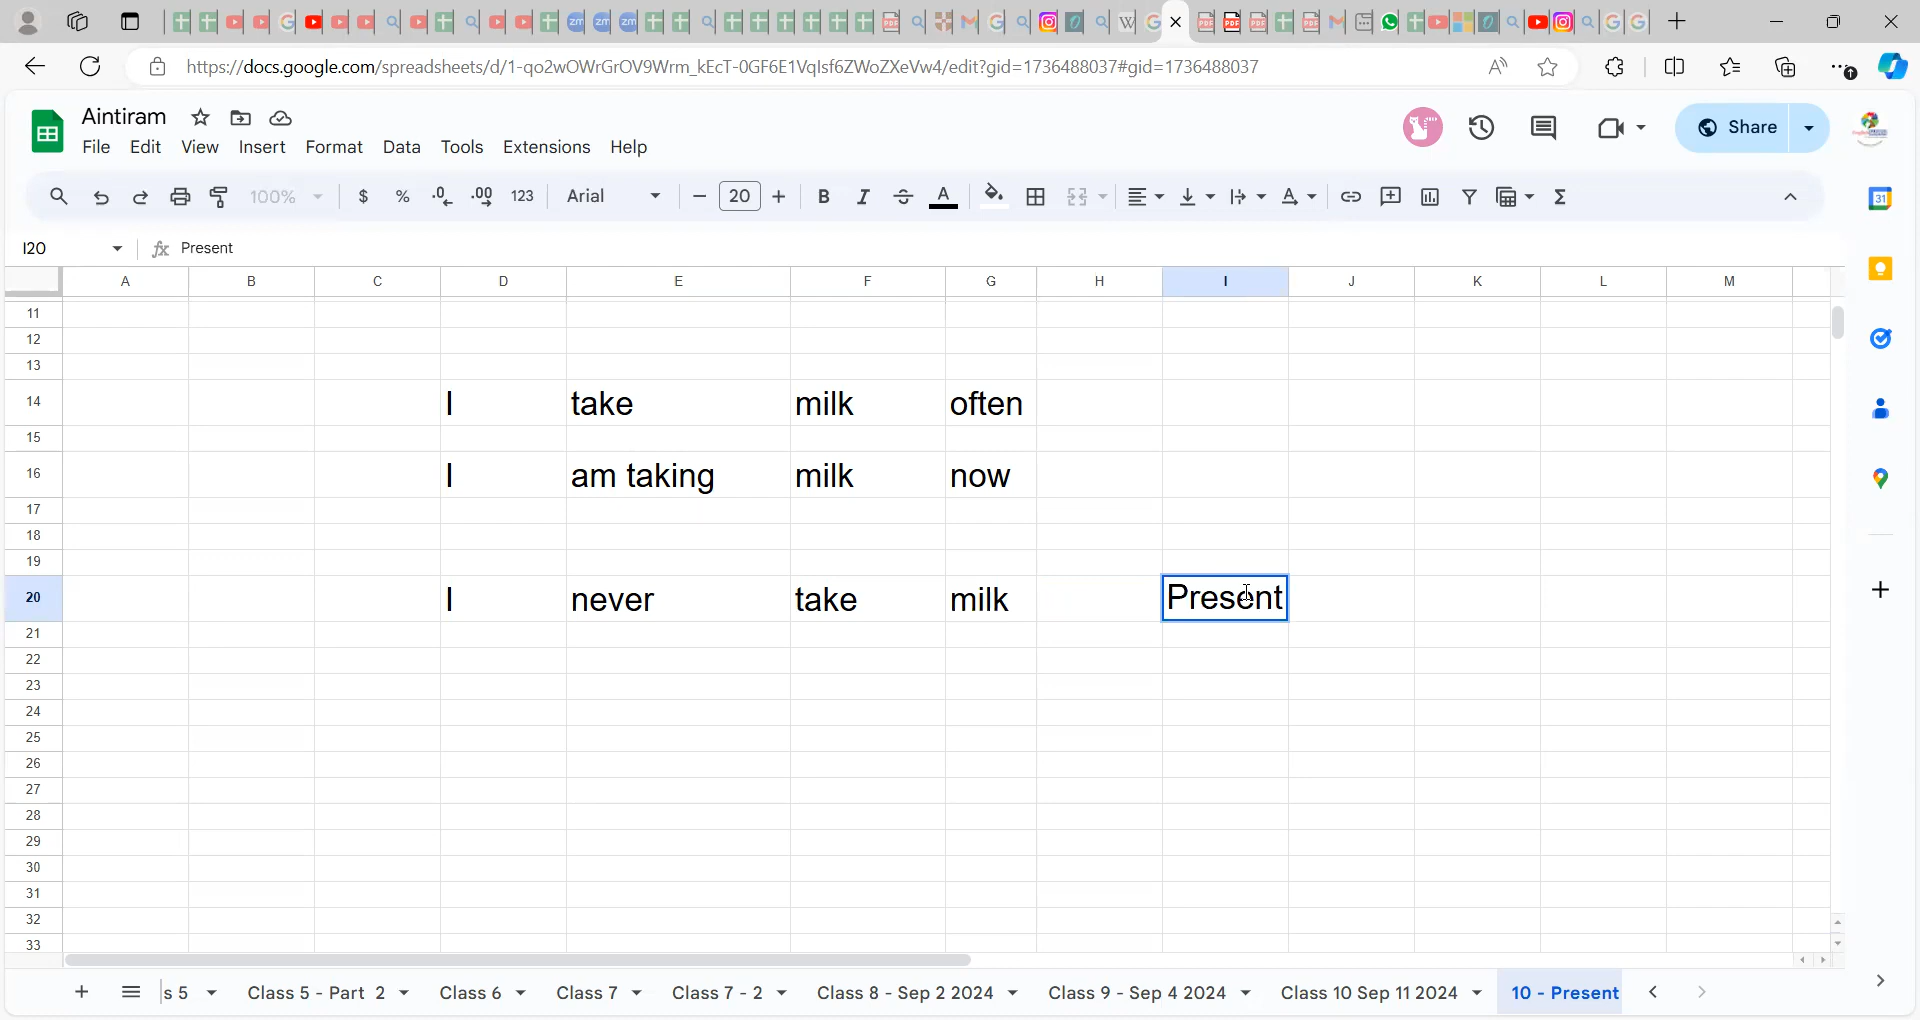 https://docs.google.com/spreadsheets/d/1-qo2wOWrGrOV9Wrm_kEcT-0GF6E1VqIsf6ZWoZXeVw4/edit?gid=1736488037#gid=1736488037
Aintiram
Share
File Edit View Insert Format Data Tools Extensions Help
100% $ % .0 .00 123 Arial 20
I20 fx Present
A B C D E F G H I J K L M
11
12
13
14 I take milk often
15
16 I am taking milk now
17
18
19
20 I never take milk Present
21
22
23
24
25
26
27
28
29
30
31
32
33
s 5 Class 5 - Part 2 Class 6 Class 7 Class 7 - 2 Class 8 - Sep 2 2024 Class 9 - Sep 4 2024 Class 10 Sep 11 2024 10 - Present